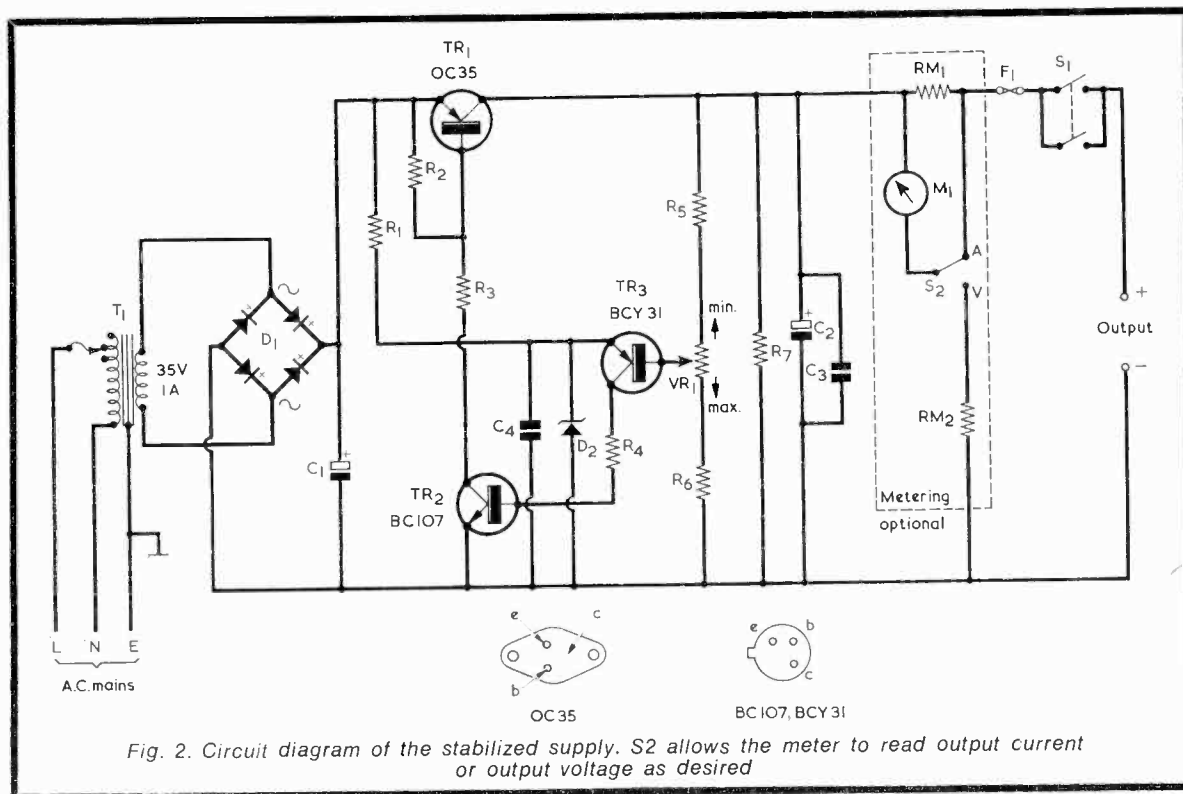 TR1
OC35
RM1
F1
S1
R2
M1
R5
R1
A
S2
V
R3
TR3
BCY 31
min.
+
T1
D1
R7
C2
C3
Output
35V
1A
VR1
−
max.
C4
D2
R4
RM2
C1
+
R6
TR2
BC107
Metering
optional
e
c
e
b
L N E
b
c
A.C. mains
OC35
BC107, BCY31
Fig. 2. Circuit diagram of the stabilized supply. S2 allows the meter to read output current
or output voltage as desired